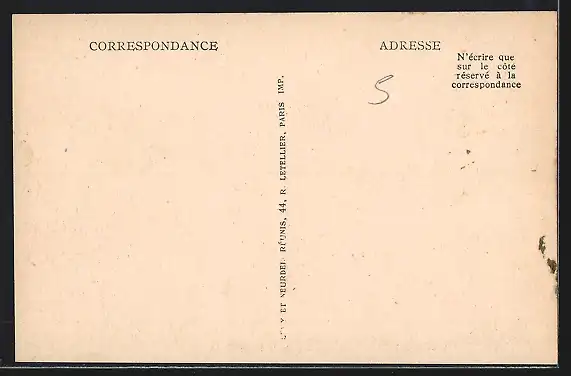 CORRESPONDANCE
ADRESSE
N'écrire que
sur le côté
réservé à la
correspondance
5
ET NEURDEIN RÉUNIS, 44, R. LETELLIER, PARIS IMP.